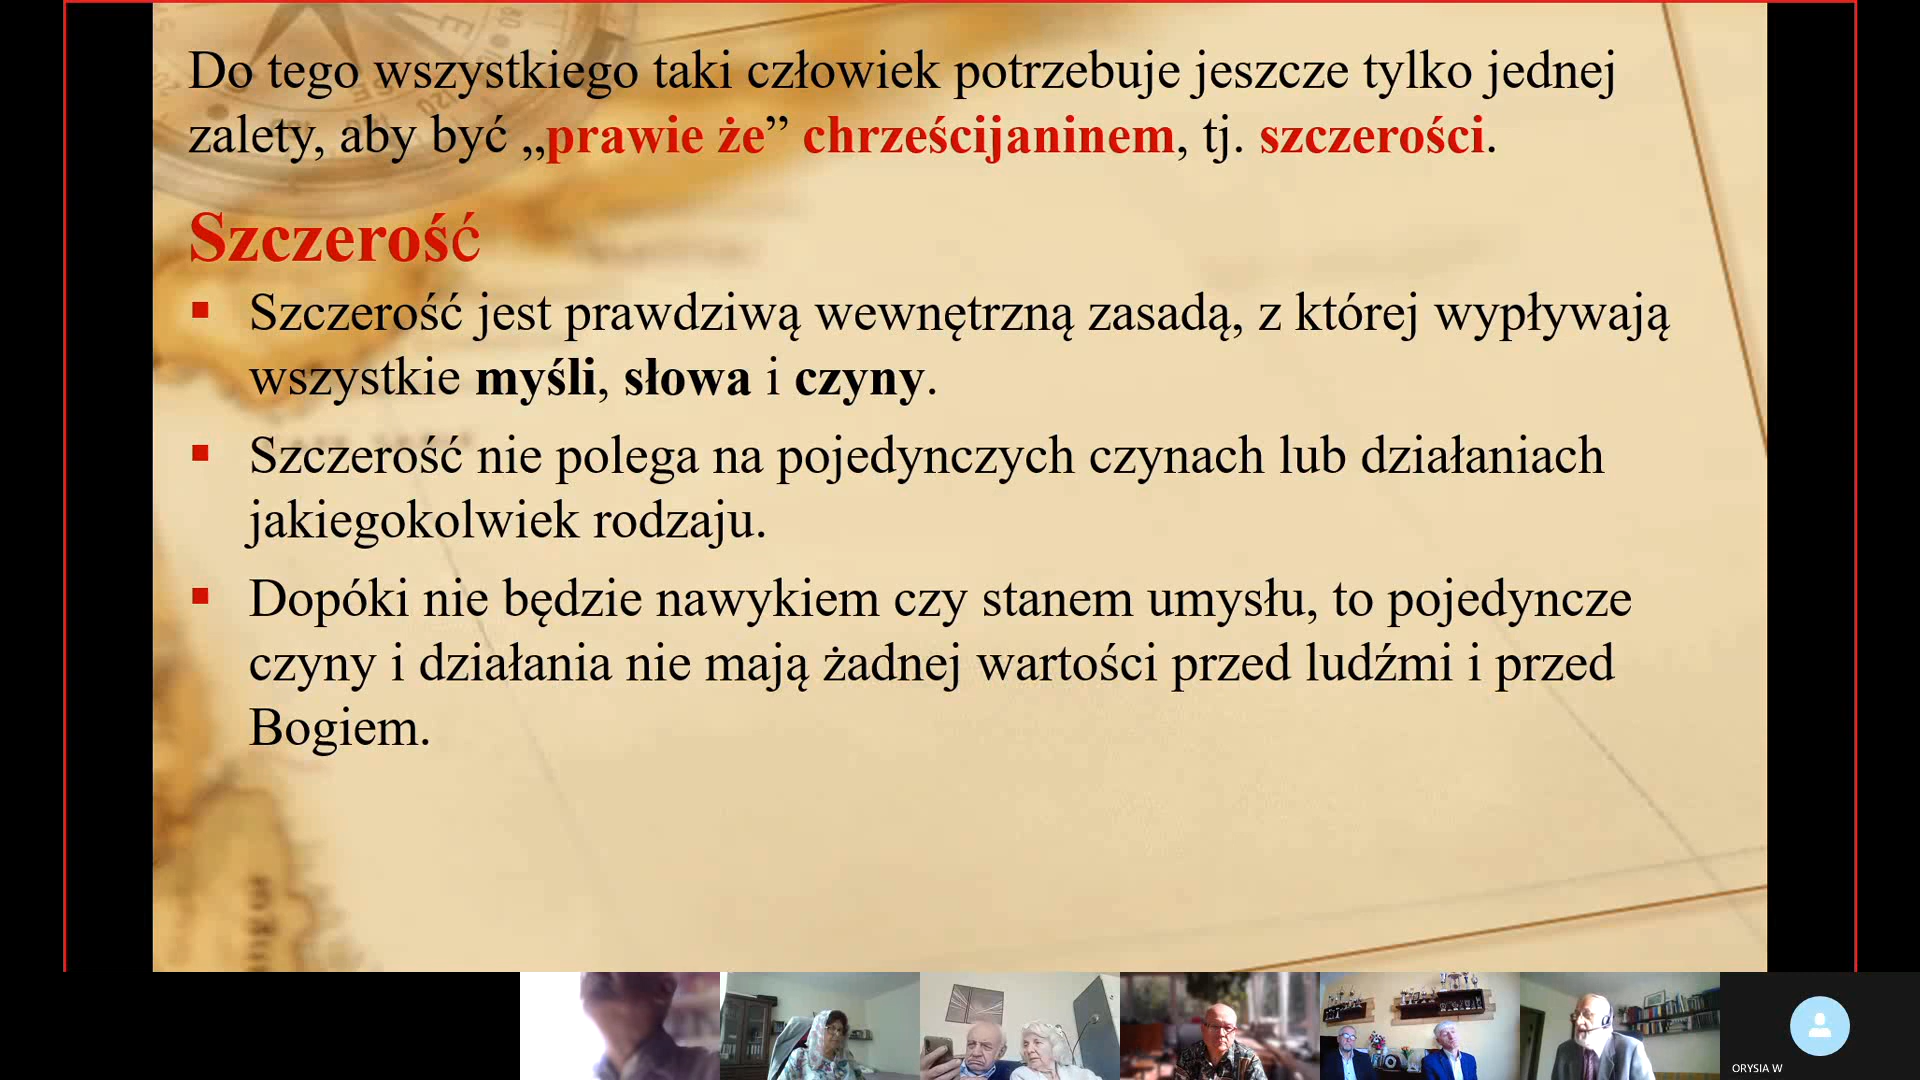 Do tego wszystkiego taki człowiek potrzebuje jeszcze tylko jednej
zalety, aby być „prawie że” chrześcijaninem, tj. szczerości.
Szczerość
▪ Szczerość jest prawdziwą wewnętrzną zasadą, z której wypływają
wszystkie myśli, słowa i czyny.
▪ Szczerość nie polega na pojedynczych czynach lub działaniach
jakiegokolwiek rodzaju.
▪ Dopóki nie będzie nawykiem czy stanem umysłu, to pojedyncze
czyny i działania nie mają żadnej wartości przed ludźmi i przed
Bogiem.
ORYSIA W